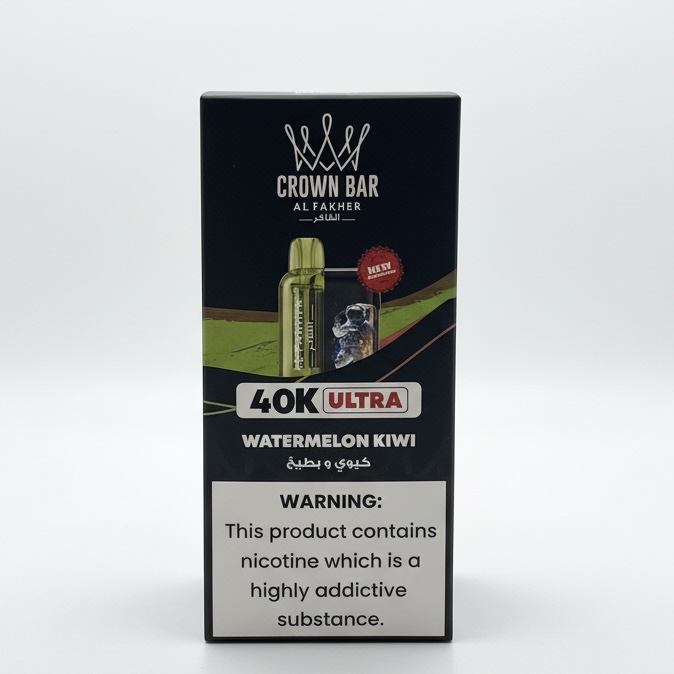 CROWN BAR
AL FAKHER
الفاخر
40K ULTRA
WATERMELON KIWI
كيوي و بطيخ
WARNING:
This product contains
nicotine which is a
highly addictive
substance.